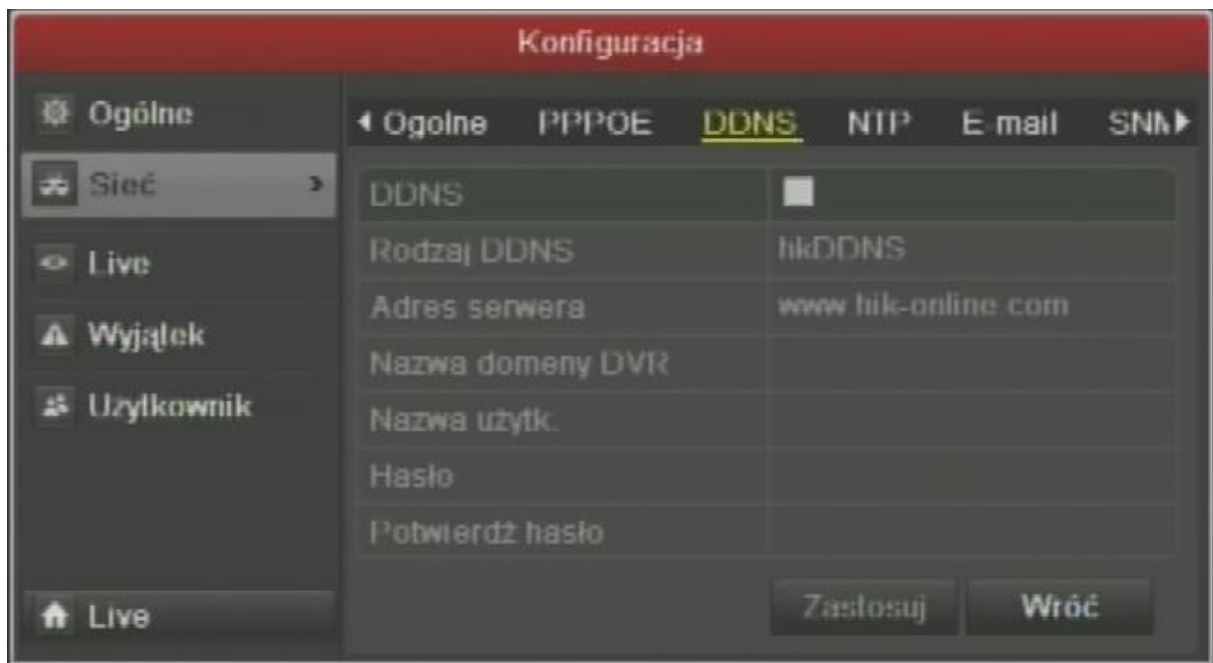 Konfiguracja
Ogólne
Sieć
Live
Wyjątek
Użytkownik
Live
Ogolne PPPOE DDNS NTP E-mail SNM
DDNS
Rodzaj DDNS hkDDNS
Adres serwera www.hik-online.com
Nazwa domeny DVR
Nazwa użytk.
Hasło
Potwierdź hasło
Zastosuj Wróć